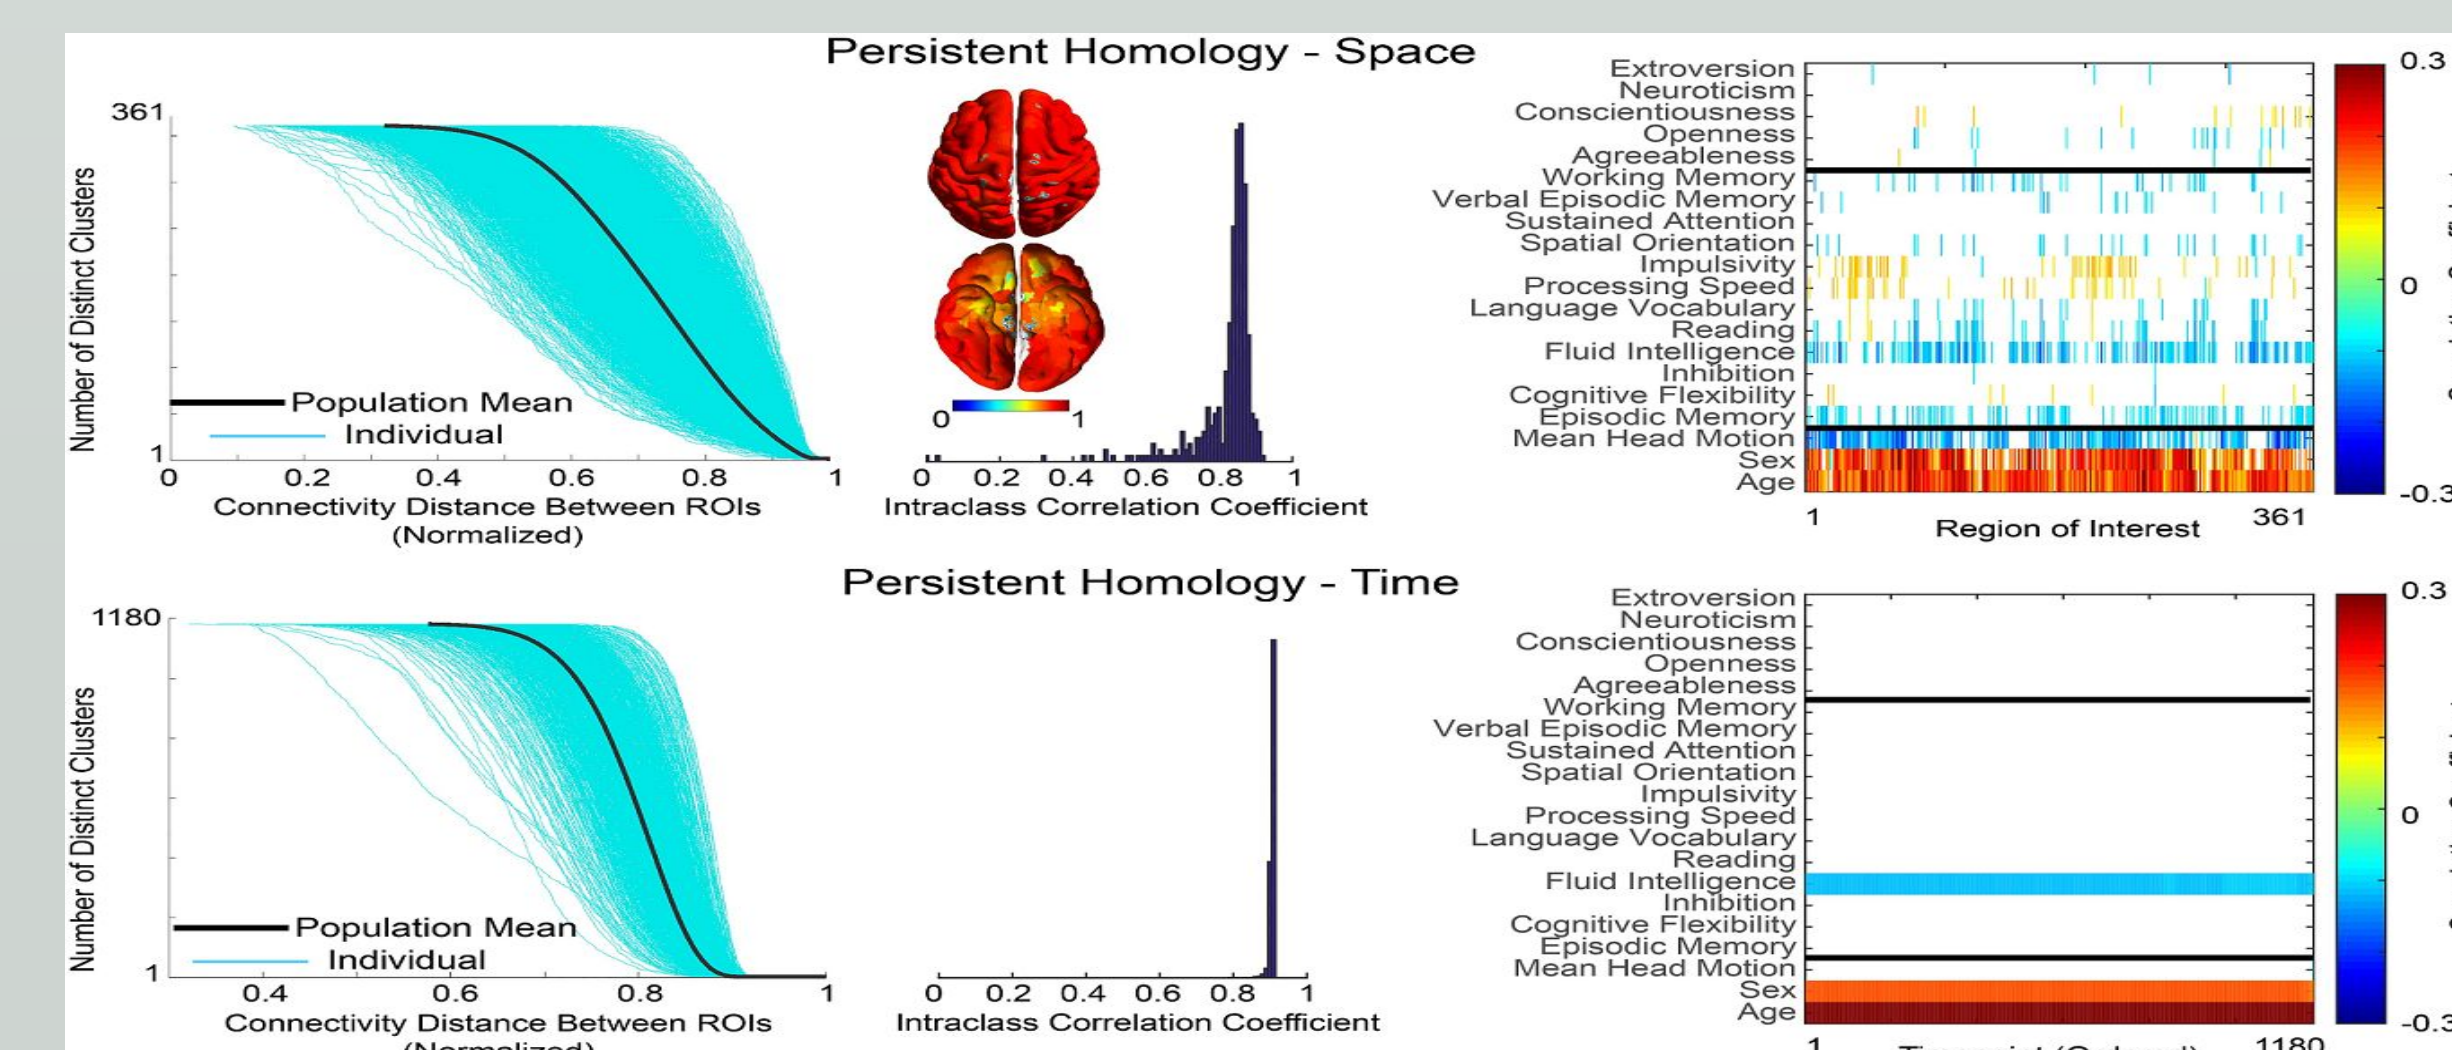 Persistent Homology - Space
361
Number of Distinct Clusters
1
Population Mean
Individual
0 0.2 0.4 0.6 0.8 1
Connectivity Distance Between ROIs
(Normalized)
0 1
0 0.2 0.4 0.6 0.8 1
Intraclass Correlation Coefficient
Extroversion
Neuroticism
Conscientiousness
Openness
Agreeableness
Working Memory
Verbal Episodic Memory
Sustained Attention
Spatial Orientation
Impulsivity
Processing Speed
Language Vocabulary
Reading
Fluid Intelligence
Inhibition
Cognitive Flexibility
Episodic Memory
Mean Head Motion
Sex
Age
1 361
Region of Interest
0.3
0
-0.3
Persistent Homology - Time
1180
Number of Distinct Clusters
1
Population Mean
Individual
0.4 0.6 0.8 1
Connectivity Distance Between ROIs
(Normalized)
0 0.2 0.4 0.6 0.8 1
Intraclass Correlation Coefficient
Extroversion
Neuroticism
Conscientiousness
Openness
Agreeableness
Working Memory
Verbal Episodic Memory
Sustained Attention
Spatial Orientation
Impulsivity
Processing Speed
Language Vocabulary
Reading
Fluid Intelligence
Inhibition
Cognitive Flexibility
Episodic Memory
Mean Head Motion
Sex
Age
1 1180
0.3
0
-0.3